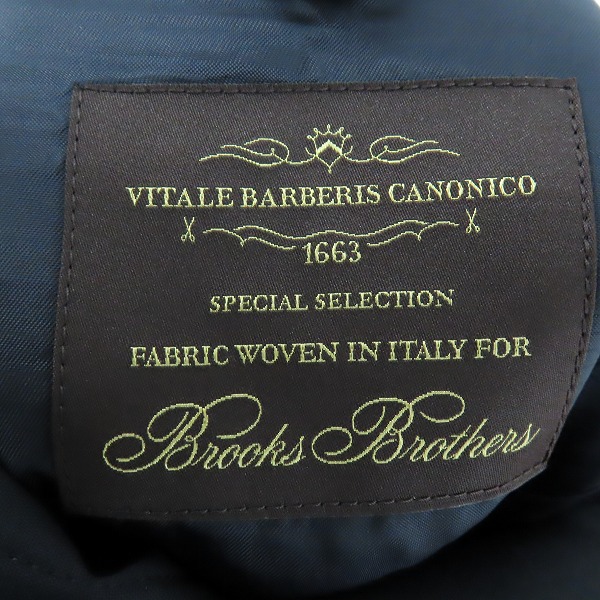 VITALE BARBERIS CANONICO
1663
SPECIAL SELECTION
FABRIC WOVEN IN ITALY FOR
Brooks Brothers